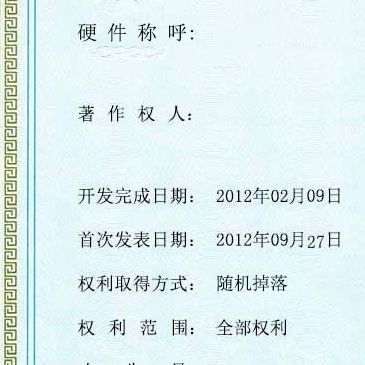 硬件称呼:
著作权人:
开发完成日期: 2012年02月09日
首次发表日期: 2012年09月27日
权利取得方式: 随机掉落
权利范围: 全部权利